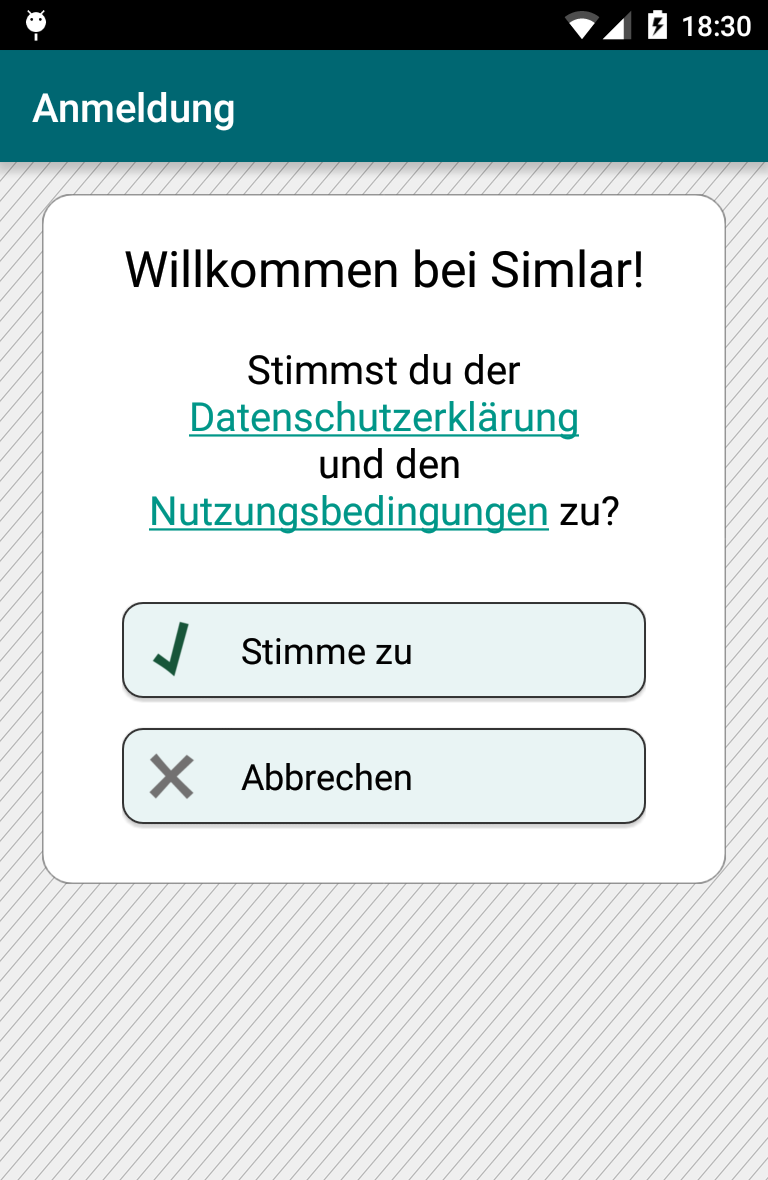 18:30
Anmeldung
Willkommen bei Simlar!
Stimmst du der
Datenschutzerklärung
und den
Nutzungsbedingungen zu?
Stimme zu
Abbrechen